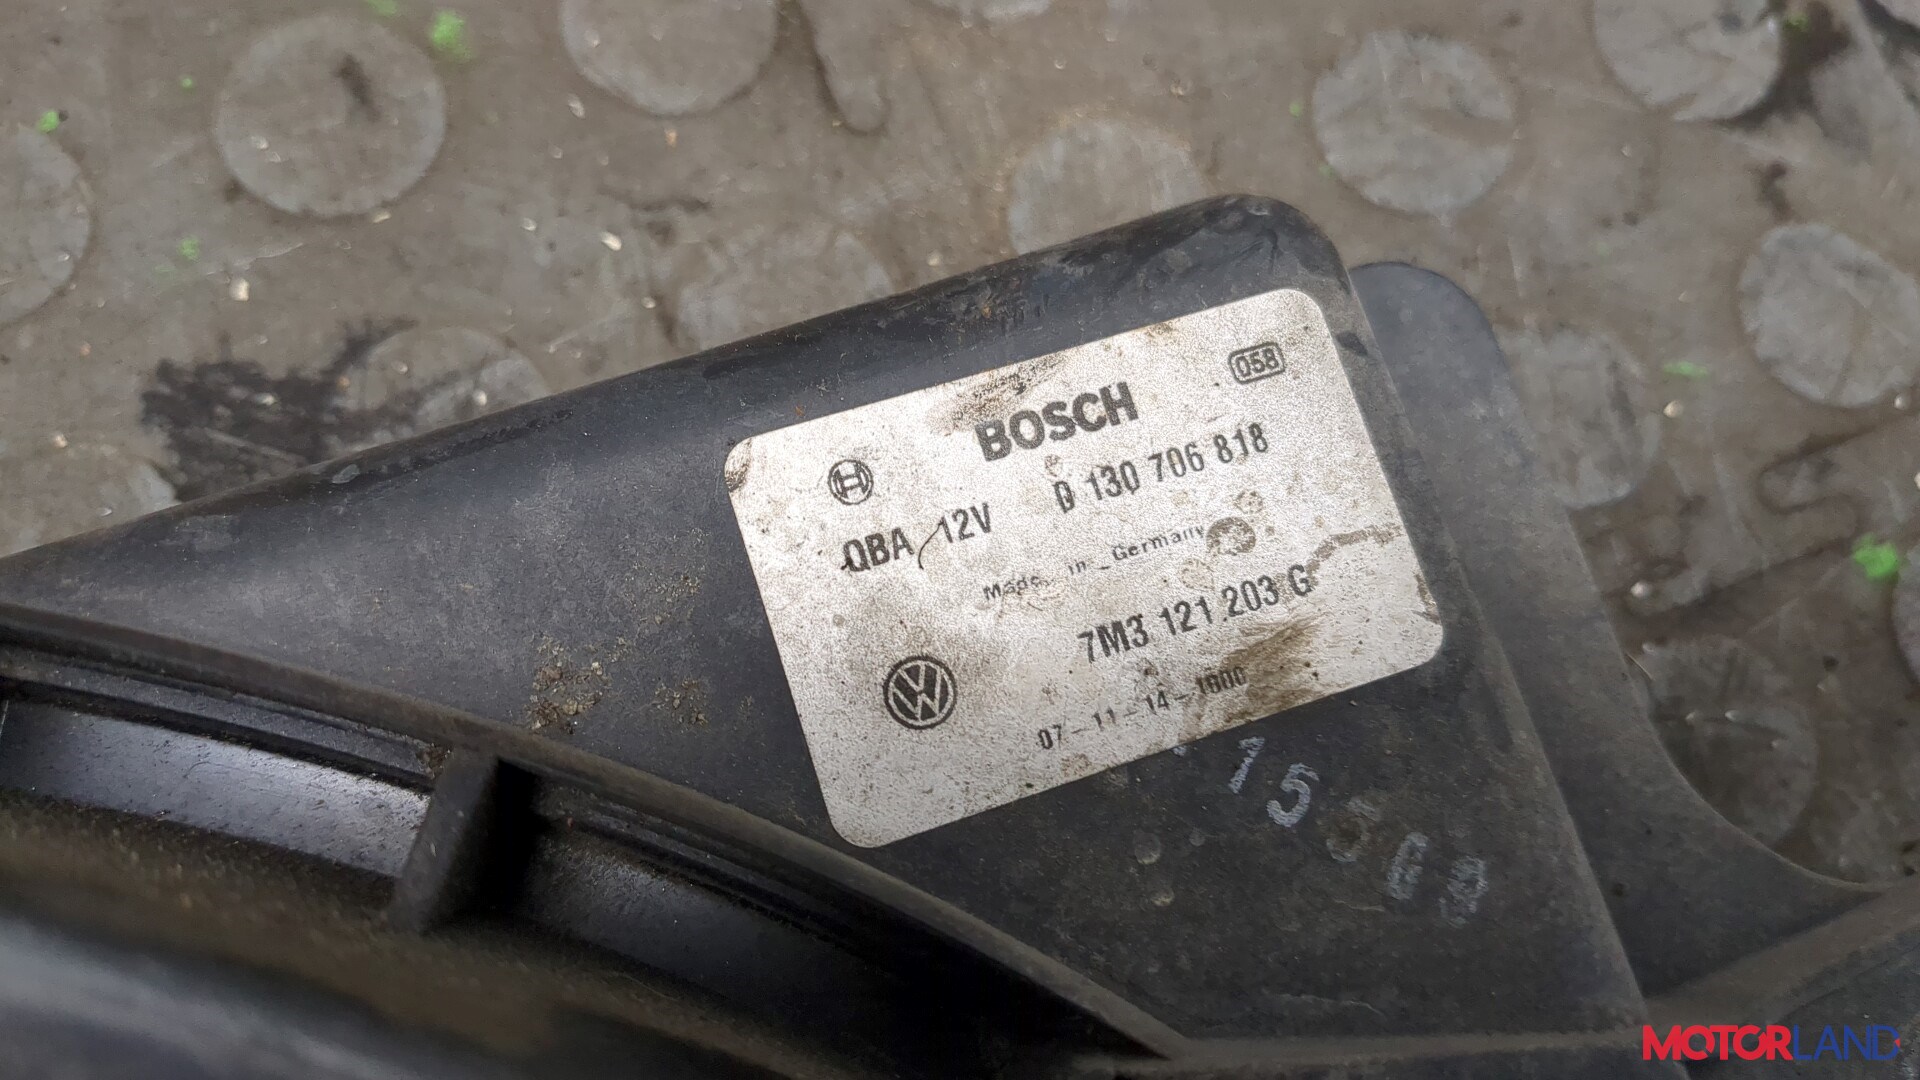 058
BOSCH
QBA 12V 0 130 706 818
Made in Germany
7M3 121 203 G
07-11-14-1000
MOTORLAND